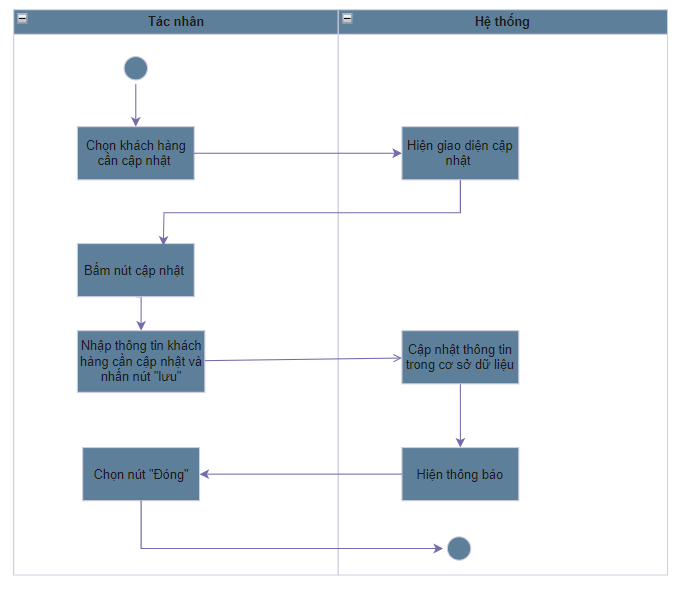 Tác nhân
Hệ thống
Chọn khách hàng
cần cập nhật
Hiện giao diện cập
nhật
Bấm nút cập nhật
Nhập thông tin khách
hàng cần cập nhật và
nhấn nút "lưu"
Cập nhật thông tin
trong cơ sở dữ liệu
Chọn nút "Đóng"
Hiện thông báo